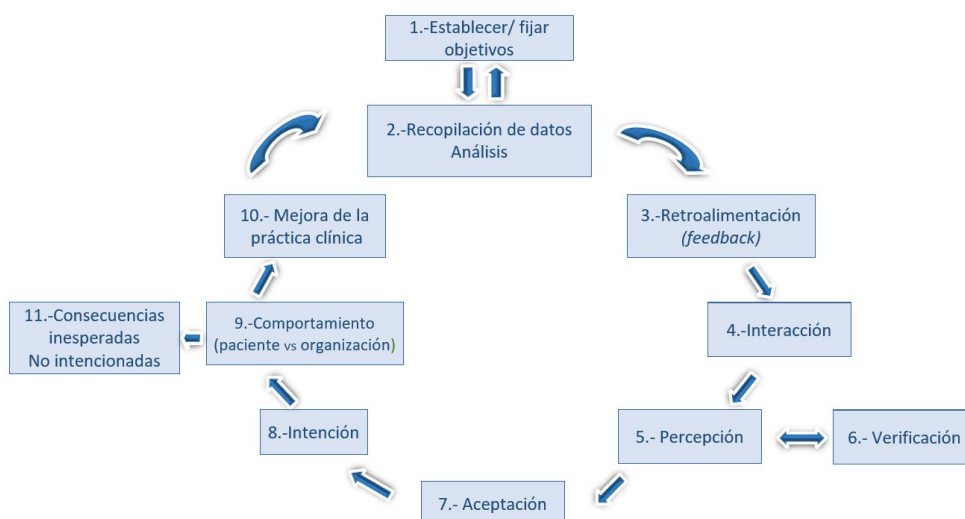 1.-Establecer/ fijar
objetivos
2.-Recopilación de datos
Análisis
3.-Retroalimentación
(feedback)
4.-Interacción
5.- Percepción
6.- Verificación
7.- Aceptación
8.-Intención
9.-Comportamiento
(paciente vs organización)
10.- Mejora de la
práctica clínica
11.-Consecuencias
inesperadas
No intencionadas